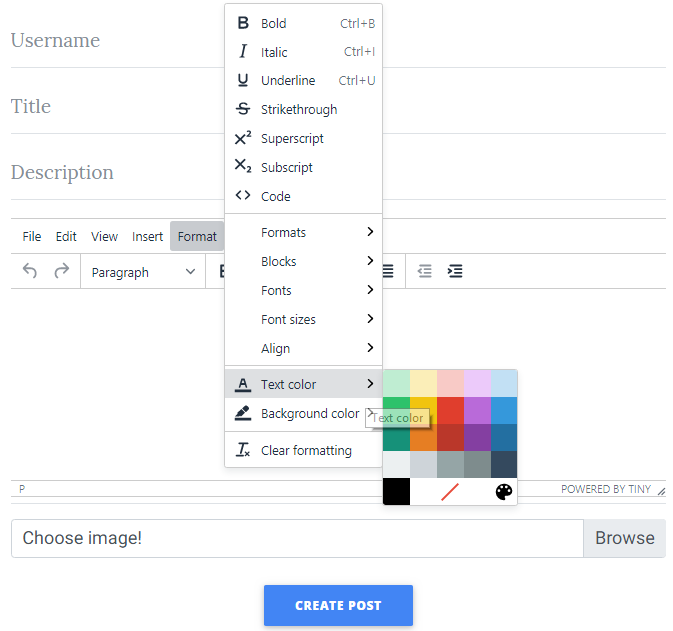 Username
Title
Description
File Edit View Insert Format
Paragraph
B Bold Ctrl+B
I Italic Ctrl+I
U Underline Ctrl+U
S Strikethrough
X² Superscript
X₂ Subscript
<> Code
Formats
Blocks
Fonts
Font sizes
Align
A Text color
Background color
Text color
Clear formatting
P
POWERED BY TINY
Choose image! Browse
CREATE POST